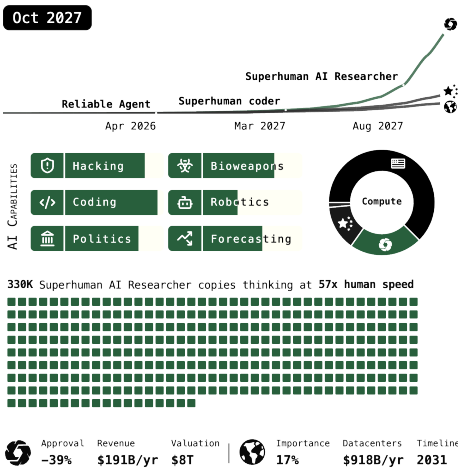 Oct 2027
Superhuman AI Researcher
Reliable Agent
Superhuman coder
Apr 2026
Mar 2027
Aug 2027
AI Capabilities
Hacking
Bioweapons
Coding
Robotics
Politics
Forecasting
Compute
330K Superhuman AI Researcher copies thinking at 57x human speed
Approval Revenue Valuation Importance Datacenters Timeline
-39% $191B/yr $8T 17% $918B/yr 2031